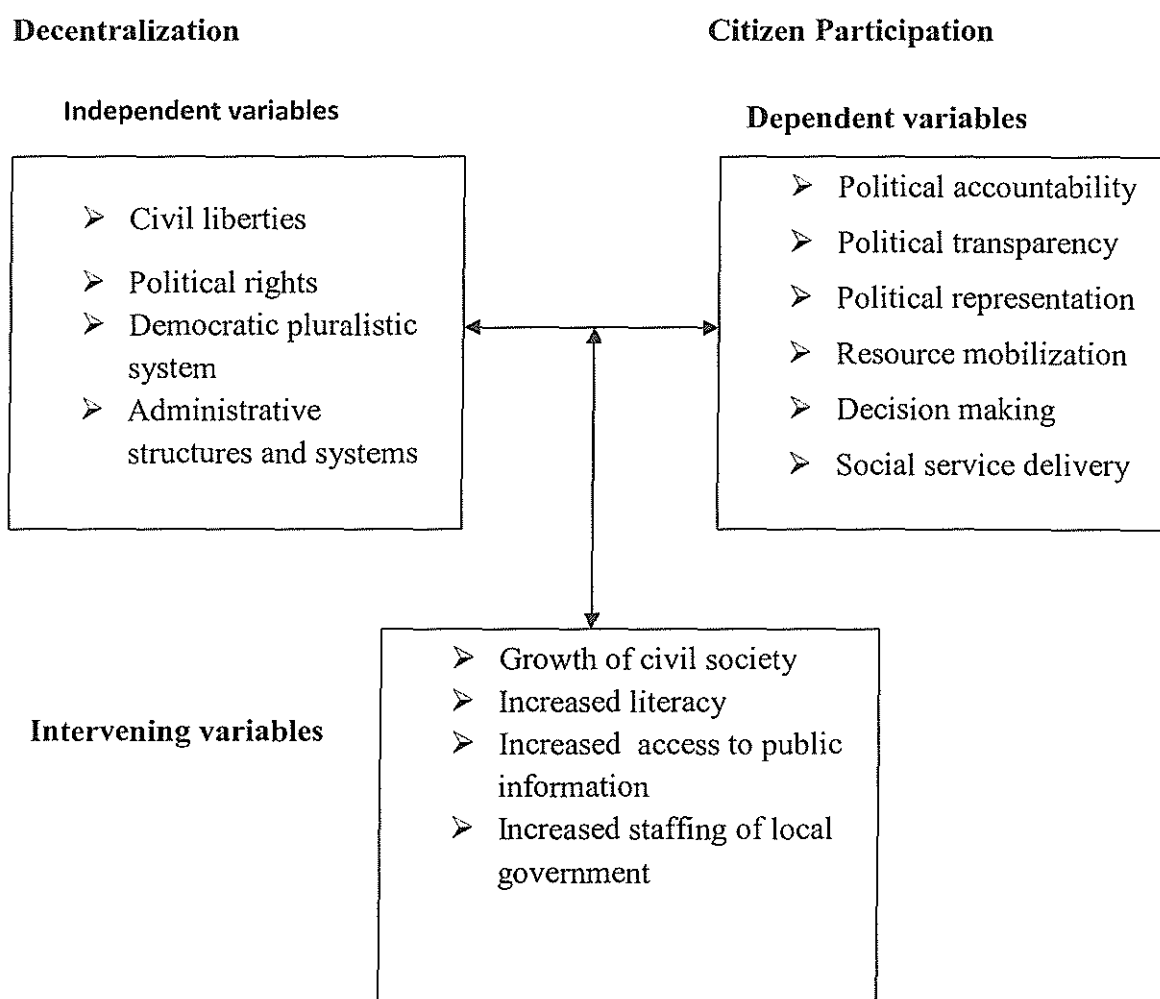 Decentralization
Citizen Participation
Independent variables
Dependent variables
➢ Civil liberties
➢ Political rights
➢ Democratic pluralistic
system
➢ Administrative
structures and systems
➢ Political accountability
➢ Political transparency
➢ Political representation
➢ Resource mobilization
➢ Decision making
➢ Social service delivery
Intervening variables
➢ Growth of civil society
➢ Increased literacy
➢ Increased access to public
information
➢ Increased staffing of local
government